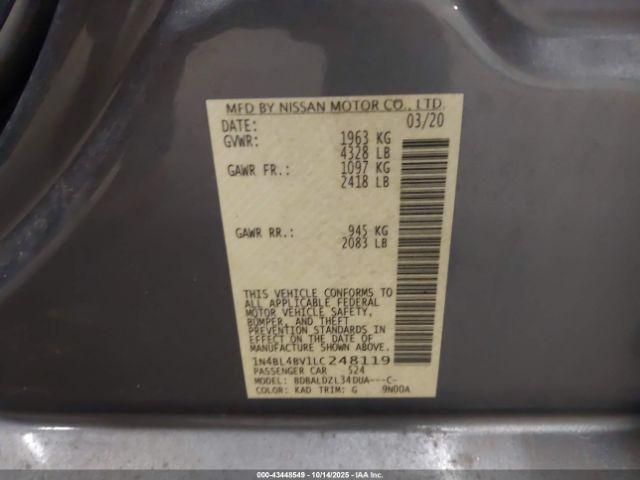 MFD BY NISSAN MOTOR CO., LTD.
DATE: 03/20
GVWR: 1963 KG
4328 LB
GAWR FR.: 1097 KG
2418 LB
GAWR RR.: 945 KG
2083 LB
THIS VEHICLE CONFORMS TO
ALL APPLICABLE FEDERAL
MOTOR VEHICLE SAFETY,
BUMPER, AND THEFT
PREVENTION STANDARDS IN
EFFECT ON THE DATE OF
MANUFACTURE SHOWN ABOVE.
1N4BL4BV1LC248119
PASSENGER CAR 524
MODEL: BDBALDZL34DUA---C-
COLOR: KAD TRIM: G 9N00A
000-43448549 | 10/14/2025 | IAA Inc.